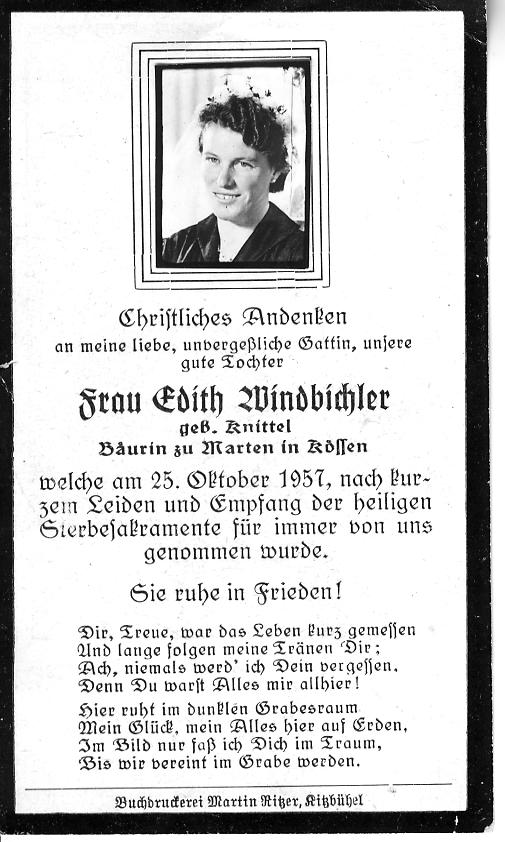 Christliches Andenken
an meine liebe, unvergeßliche Gattin, unsere
gute Tochter
Frau Edith Windbichler
geb. Knittel
Bäurin zu Marten in Kössen
welche am 25. Oktober 1957, nach kur-
zem Leiden und Empfang der heiligen
Sterbesakramente für immer von uns
genommen wurde.
Sie ruhe in Frieden!
Dir, Treue, war das Leben kurz gemessen
Und lange folgen meine Tränen Dir;
Ach, niemals werd' ich Dein vergessen.
Denn Du warst Alles mir allhier!
Hier ruht im dunklen Grabesraum
Mein Glück, mein Alles hier auf Erden,
Im Bild nur faß ich Dich im Traum,
Bis wir vereint im Grabe werden.
Buchdruckerei Martin Ritzer, Kitzbühel